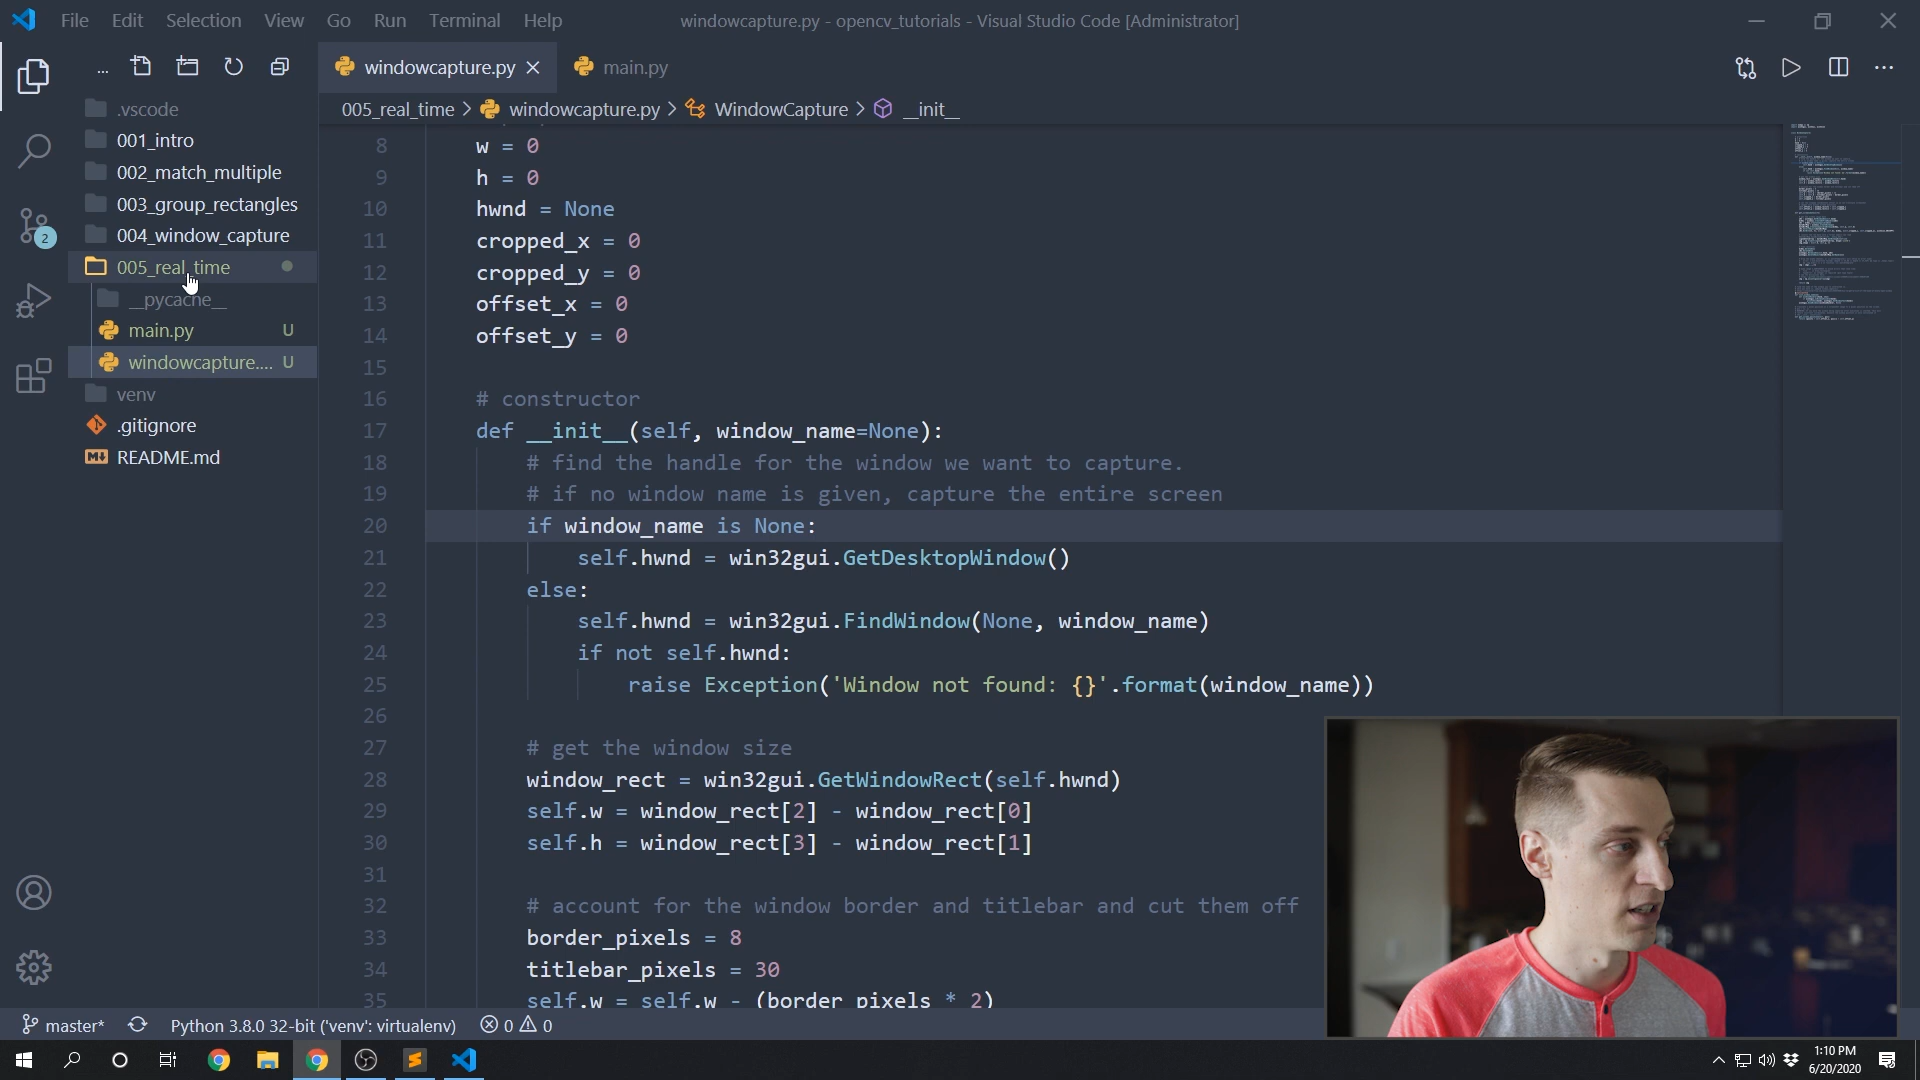 File Edit Selection View Go Run Terminal Help
windowcapture.py - opencv_tutorials - Visual Studio Code [Administrator]
...
windowcapture.py
main.py
005_real_time > windowcapture.py > WindowCapture > __init__
.vscode
001_intro
002_match_multiple
003_group_rectangles
004_window_capture
005_real_time
__pycache__
main.py U
windowcapture.... U
venv
.gitignore
README.md
2
8 w = 0
9 h = 0
10 hwnd = None
11 cropped_x = 0
12 cropped_y = 0
13 offset_x = 0
14 offset_y = 0
15
16 # constructor
17 def __init__(self, window_name=None):
18 # find the handle for the window we want to capture.
19 # if no window name is given, capture the entire screen
20 if window_name is None:
21 self.hwnd = win32gui.GetDesktopWindow()
22 else:
23 self.hwnd = win32gui.FindWindow(None, window_name)
24 if not self.hwnd:
25 raise Exception('Window not found: {}'.format(window_name))
26
27 # get the window size
28 window_rect = win32gui.GetWindowRect(self.hwnd)
29 self.w = window_rect[2] - window_rect[0]
30 self.h = window_rect[3] - window_rect[1]
31
32 # account for the window border and titlebar and cut them off
33 border_pixels = 8
34 titlebar_pixels = 30
35 self.w = self.w - (border_pixels * 2)
master* Python 3.8.0 32-bit ('venv': virtualenv) 0 0
1:10 PM
6/20/2020